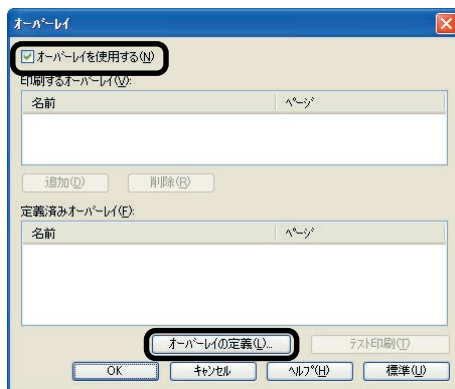 オーバーレイ
オーバーレイを使用する(N)
印刷するオーバーレイ(V):
名前 ページ
追加(D) 削除(R)
定義済みオーバーレイ(F):
名前 ページ
オーバーレイの定義(L)... テスト印刷(T)
OK キャンセル ヘルプ(H) 標準(U)